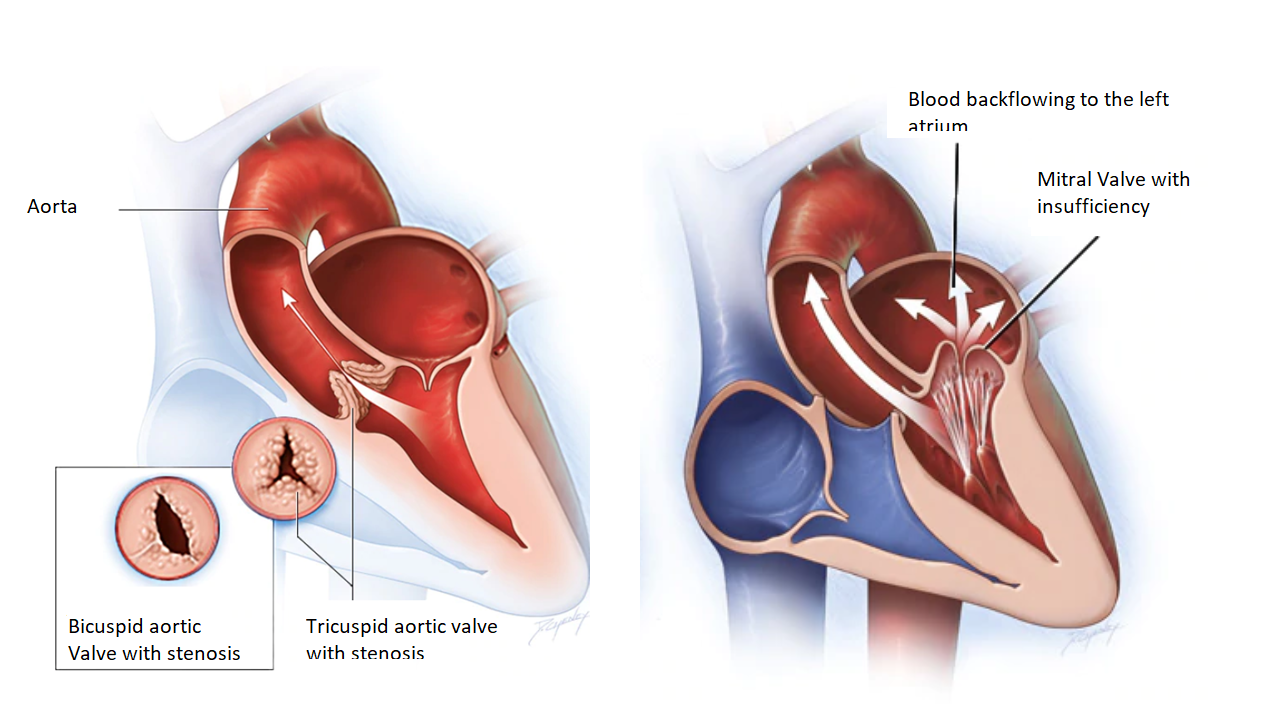 Blood backflowing to the left
atrium
Mitral Valve with
insufficiency
Aorta
Bicuspid aortic
Valve with stenosis
Tricuspid aortic valve
with stenosis